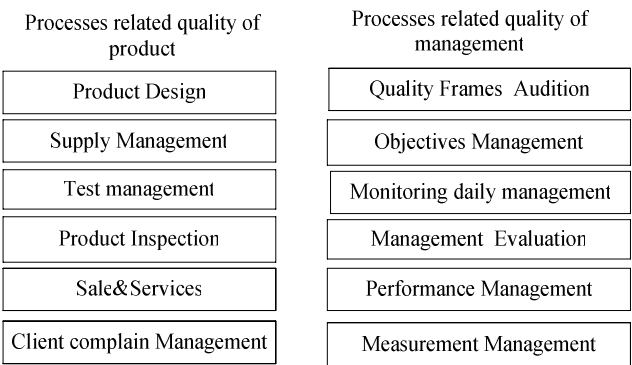 Processes related quality of
product
Product Design
Supply Management
Test management
Product Inspection
Sale&Services
Client complain Management
Processes related quality of
management
Quality Frames Audition
Objectives Management
Monitoring daily management
Management Evaluation
Performance Management
Measurement Management